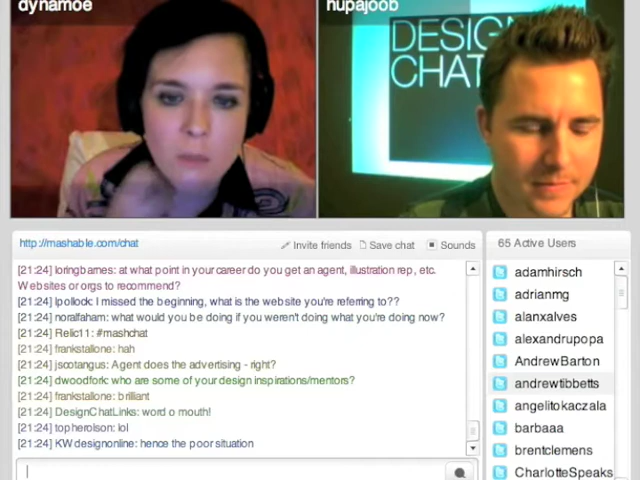 dynamoe
hupajoob
DESIGN
CHAT
http://mashable.com/chat
Invite friends
Save chat
Sounds
65 Active Users
[21:24] loringbarnes: at what point in your career do you get an agent, illustration rep, etc.
Websites or orgs to recommend?
[21:24] lpollock: I missed the beginning, what is the website you're referring to??
[21:24] noralfaham: what would you be doing if you weren't doing what you're doing now?
[21:24] Relic11: #mashchat
[21:24] frankstallone: hah
[21:24] jscotangus: Agent does the advertising - right?
[21:24] dwoodfork: who are some of your design inspirations/mentors?
[21:24] frankstallone: brilliant
[21:24] DesignChatLinks: word o mouth!
[21:24] topherolson: lol
[21:24] KWdesignonline: hence the poor situation
adamhirsch
adrianmg
alanxalves
alexandrupopa
AndrewBarton
andrewtibbetts
angelitokaczala
barbaaa
brentclemens
CharlotteSpeaks